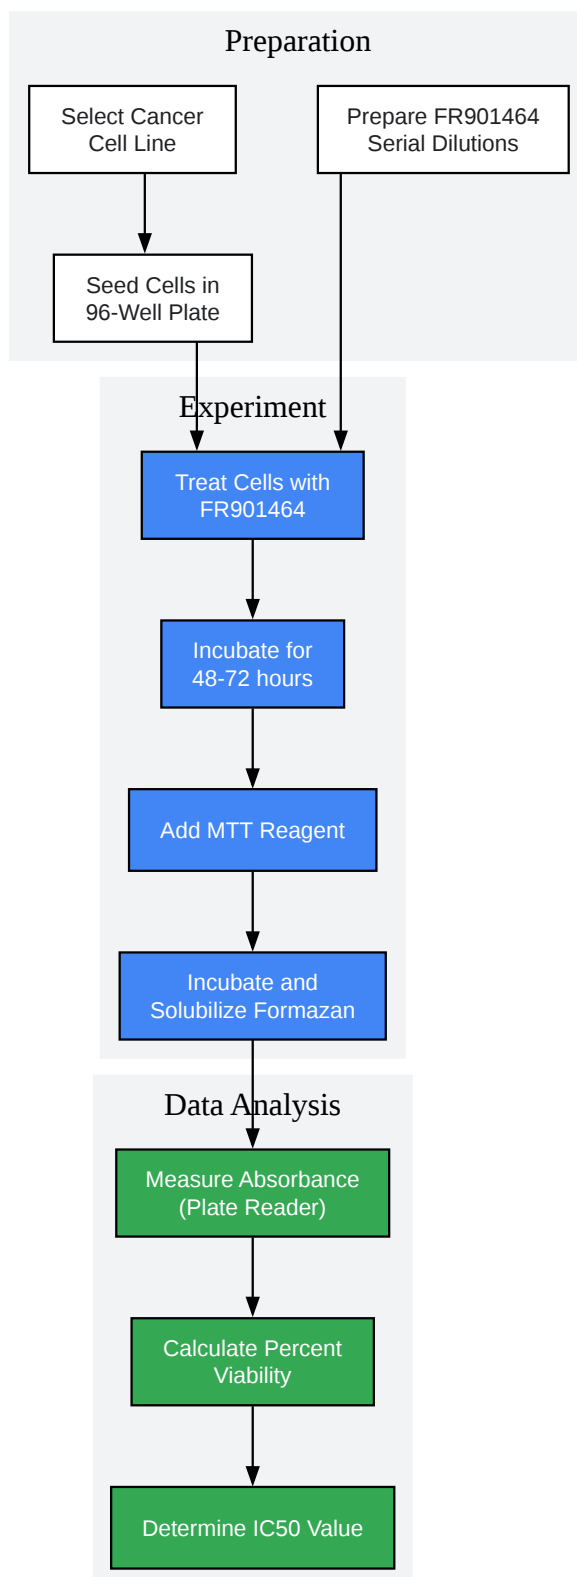 Preparation
Select Cancer
Cell Line
Prepare FR901464
Serial Dilutions
Seed Cells in
96-Well Plate
Experiment
Treat Cells with
FR901464
Incubate for
48-72 hours
Add MTT Reagent
Incubate and
Solubilize Formazan
Data Analysis
Measure Absorbance
(Plate Reader)
Calculate Percent
Viability
Determine IC50 Value